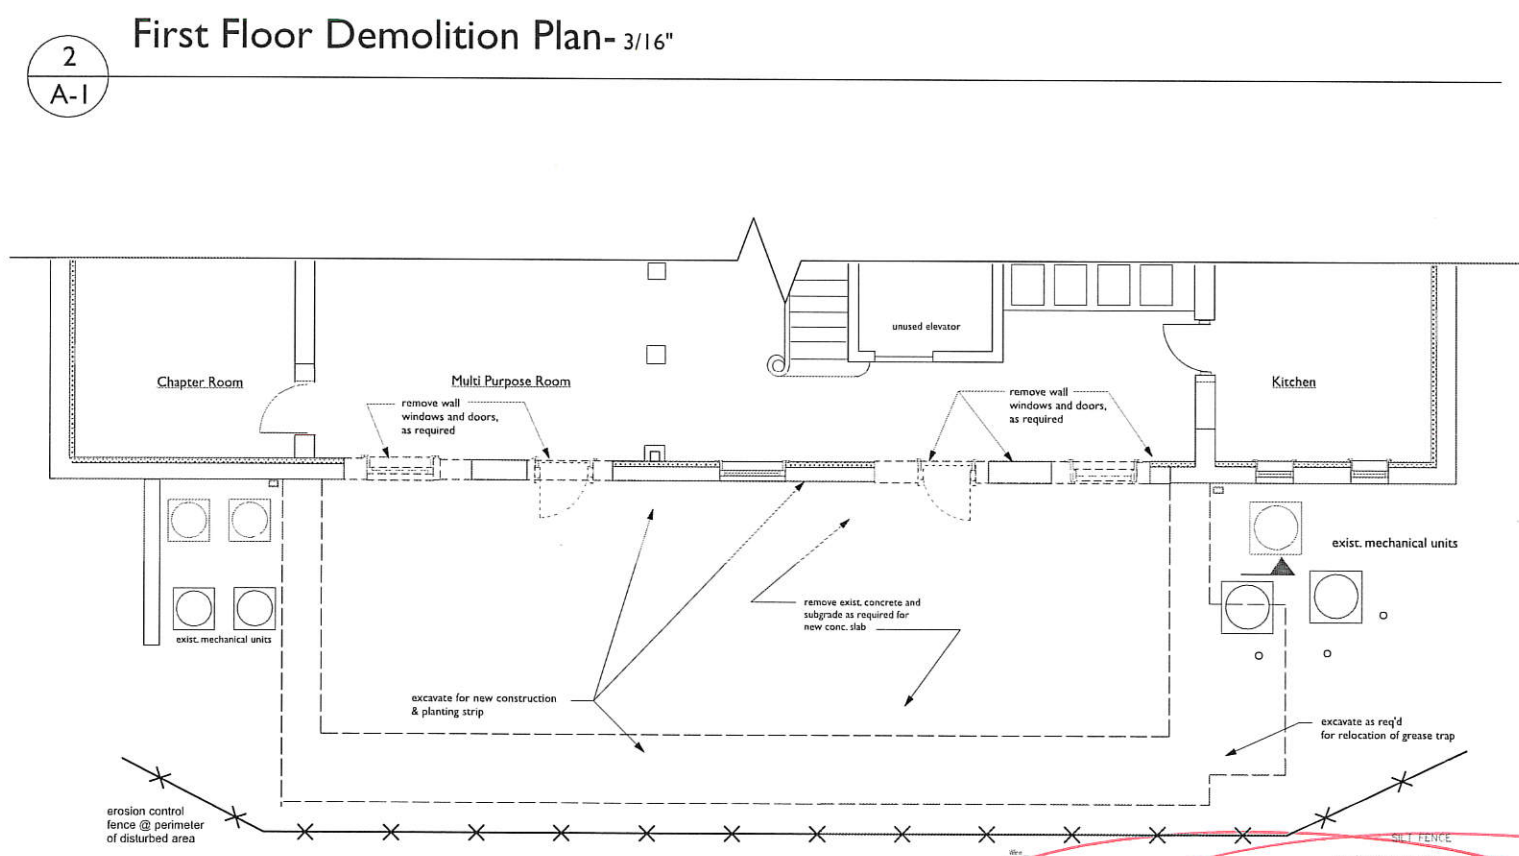 First Floor Demolition Plan- 3/16"
2
A-1
unused elevator
Chapter Room
Multi Purpose Room
Kitchen
remove wall
windows and doors,
as required
remove wall
windows and doors,
as required
exist. mechanical units
remove exist. concrete and
subgrade as required for
new conc. slab
exist. mechanical units
excavate for new construction
& planting strip
excavate as req'd
for relocation of grease trap
erosion control
fence @ perimeter
of disturbed area
SILT FENCE